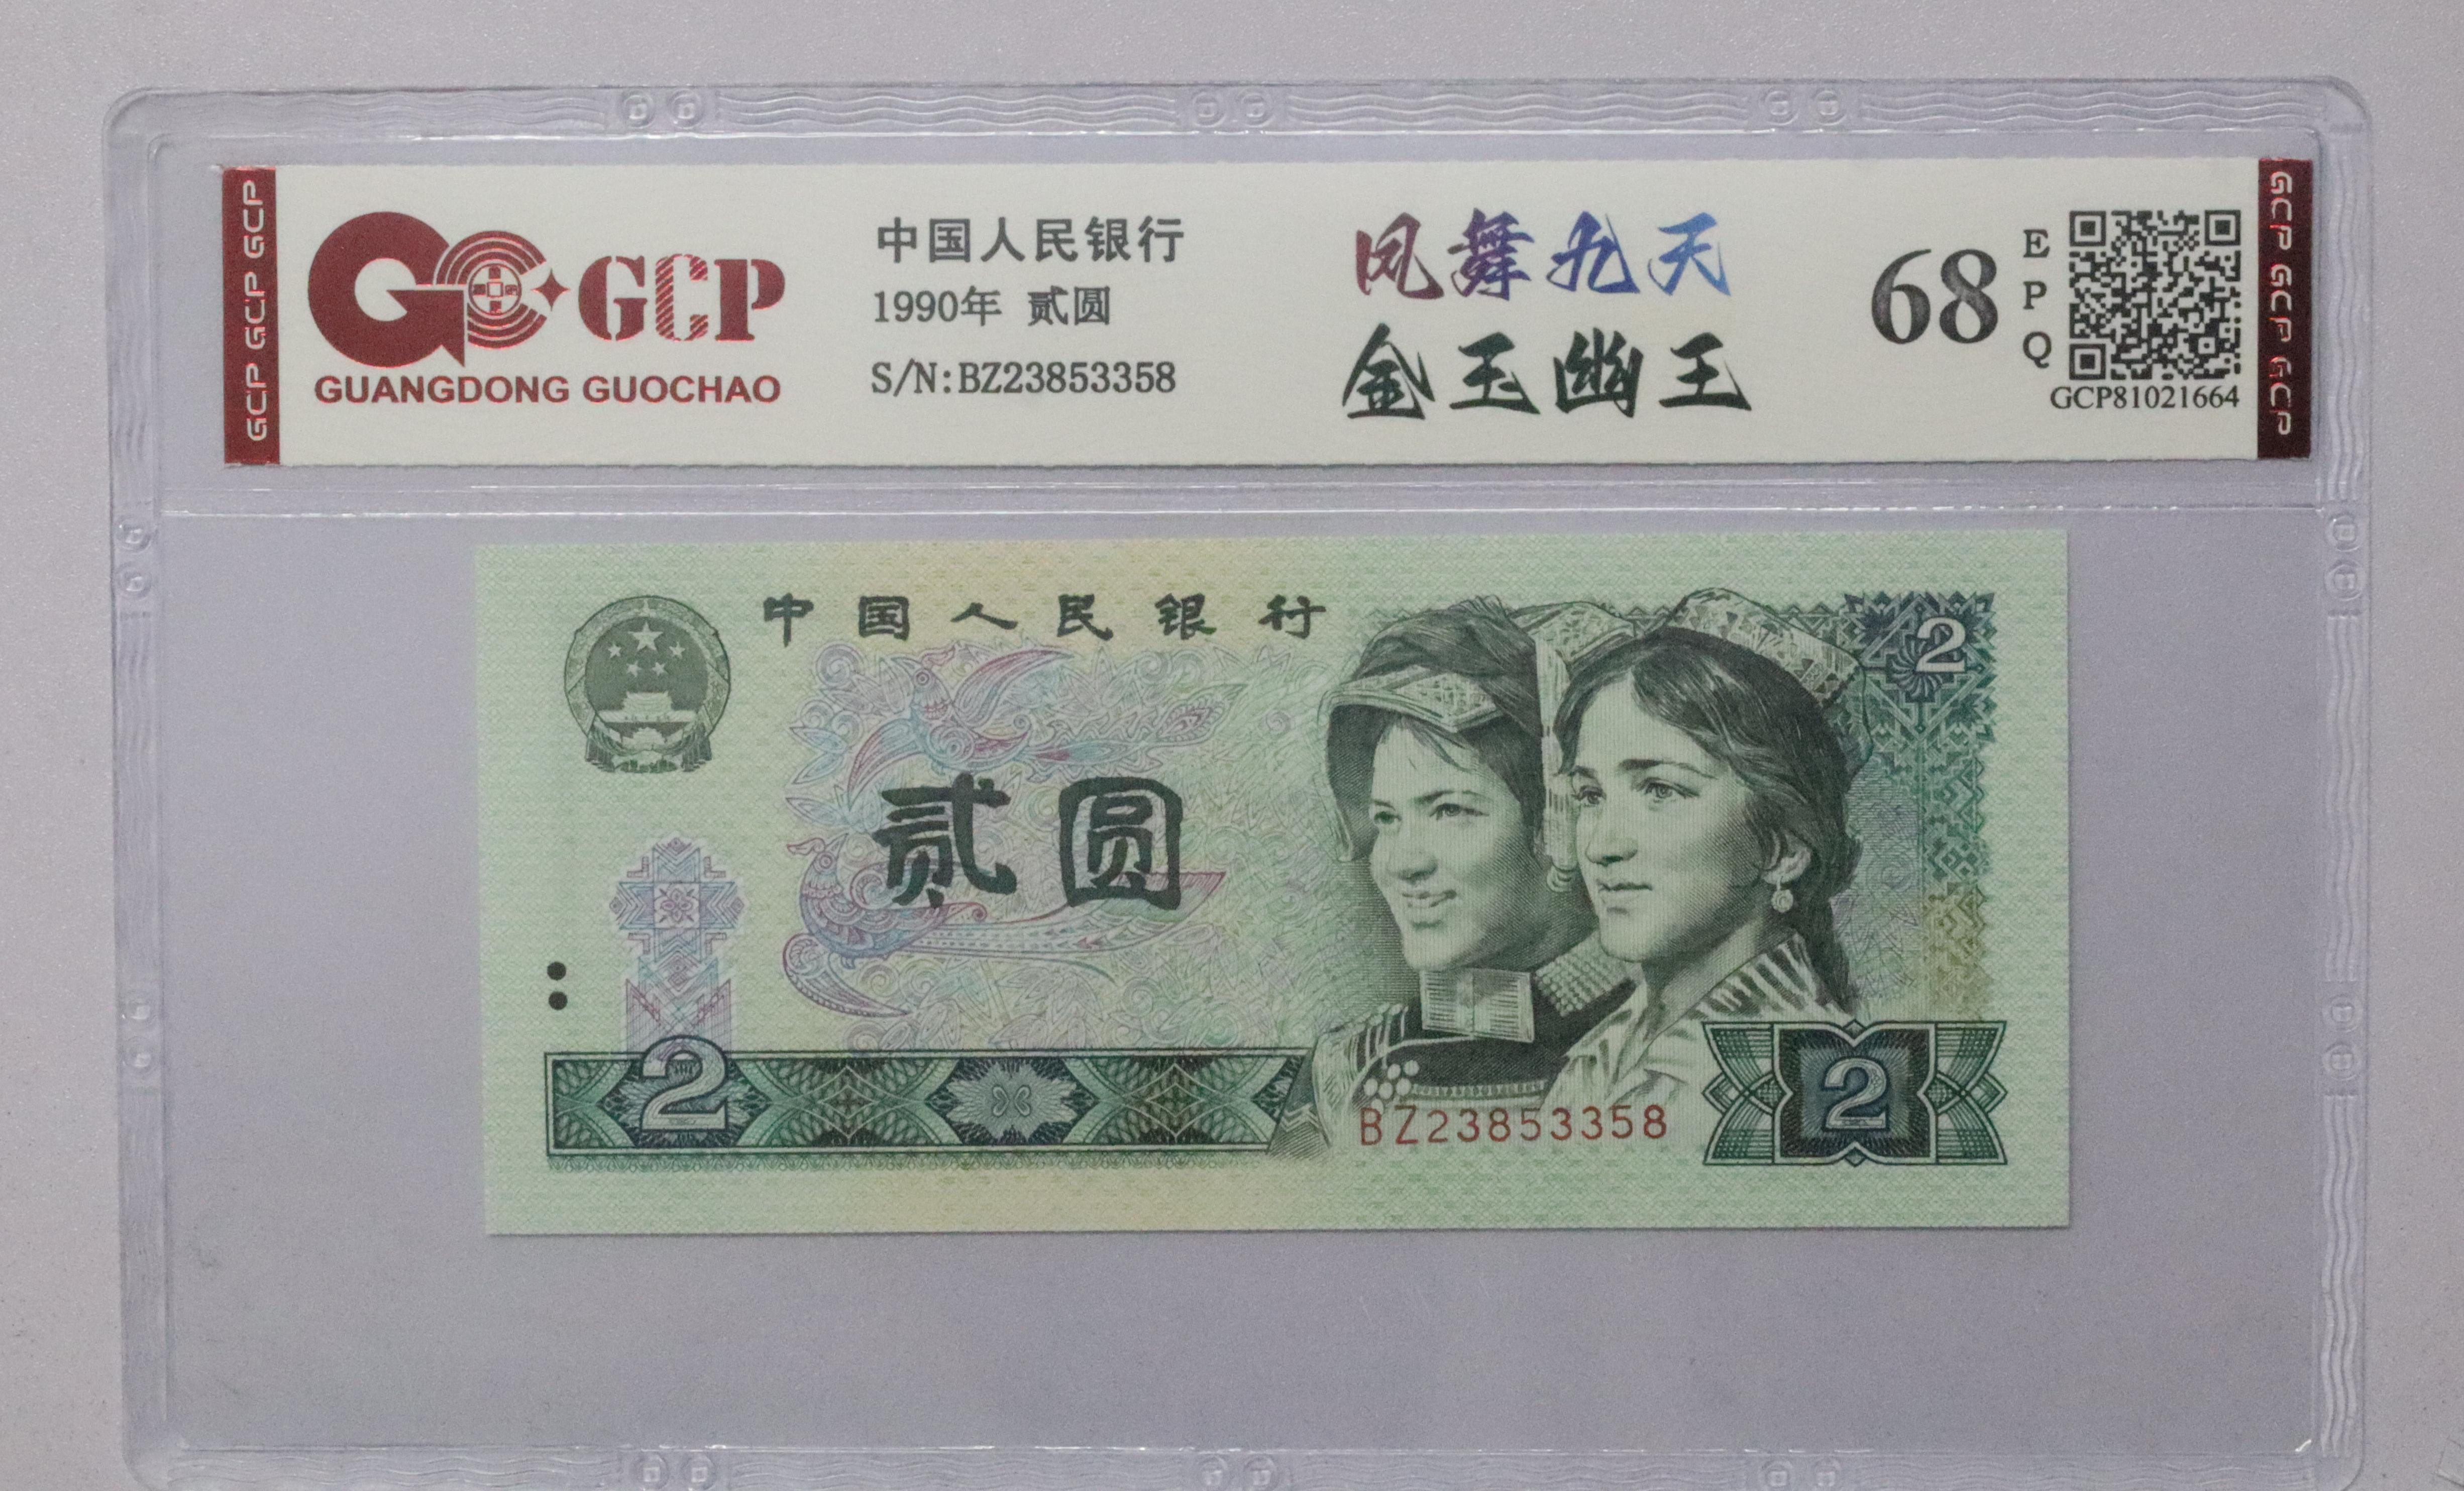 GCP GCP GCP
GCP
GUANGDONG GUOCHAO
中国人民银行
1990年 贰圆
S/N:BZ23853358
凤舞九天
金玉幽王
68
EPQ
GCP81021664
GCP GCP GCP
中国人民银行
2
贰圆
2
BZ23853358
2